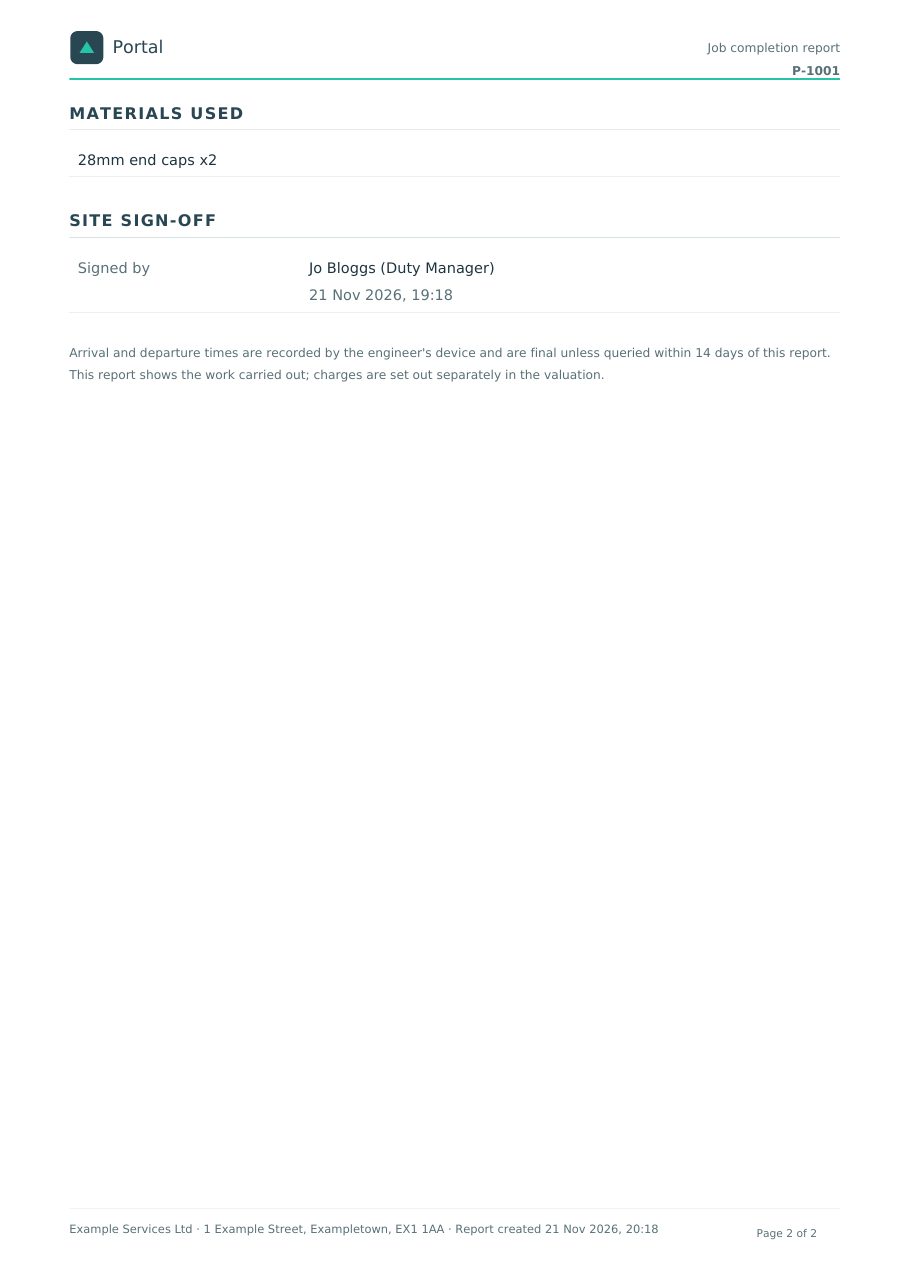 Portal
Job completion report
P-1001
MATERIALS USED
28mm end caps x2
SITE SIGN-OFF
Signed by
Jo Bloggs (Duty Manager)
21 Nov 2026, 19:18
Arrival and departure times are recorded by the engineer's device and are final unless queried within 14 days of this report.
This report shows the work carried out; charges are set out separately in the valuation.
Example Services Ltd · 1 Example Street, Exampletown, EX1 1AA · Report created 21 Nov 2026, 20:18
Page 2 of 2